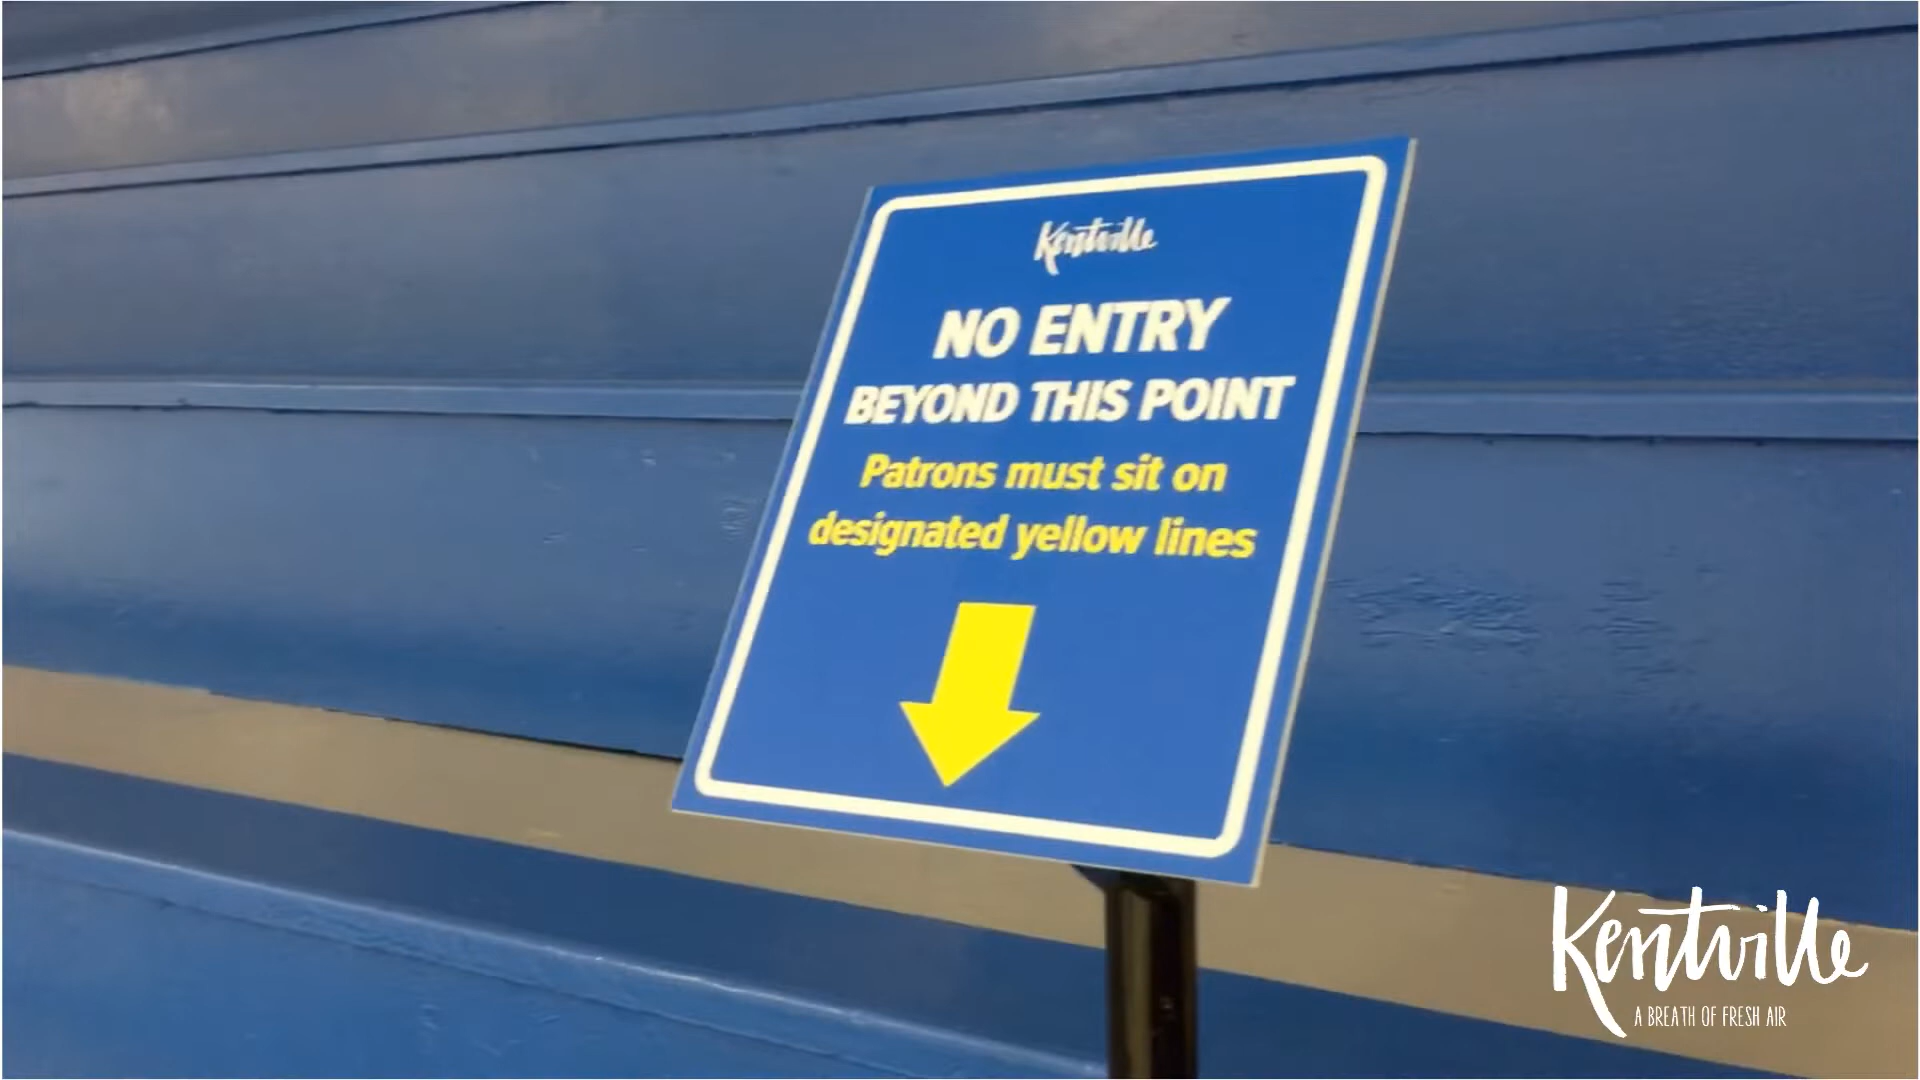 Kentville
NO ENTRY
BEYOND THIS POINT
Patrons must sit on
designated yellow lines
Kentville
A BREATH OF FRESH AIR